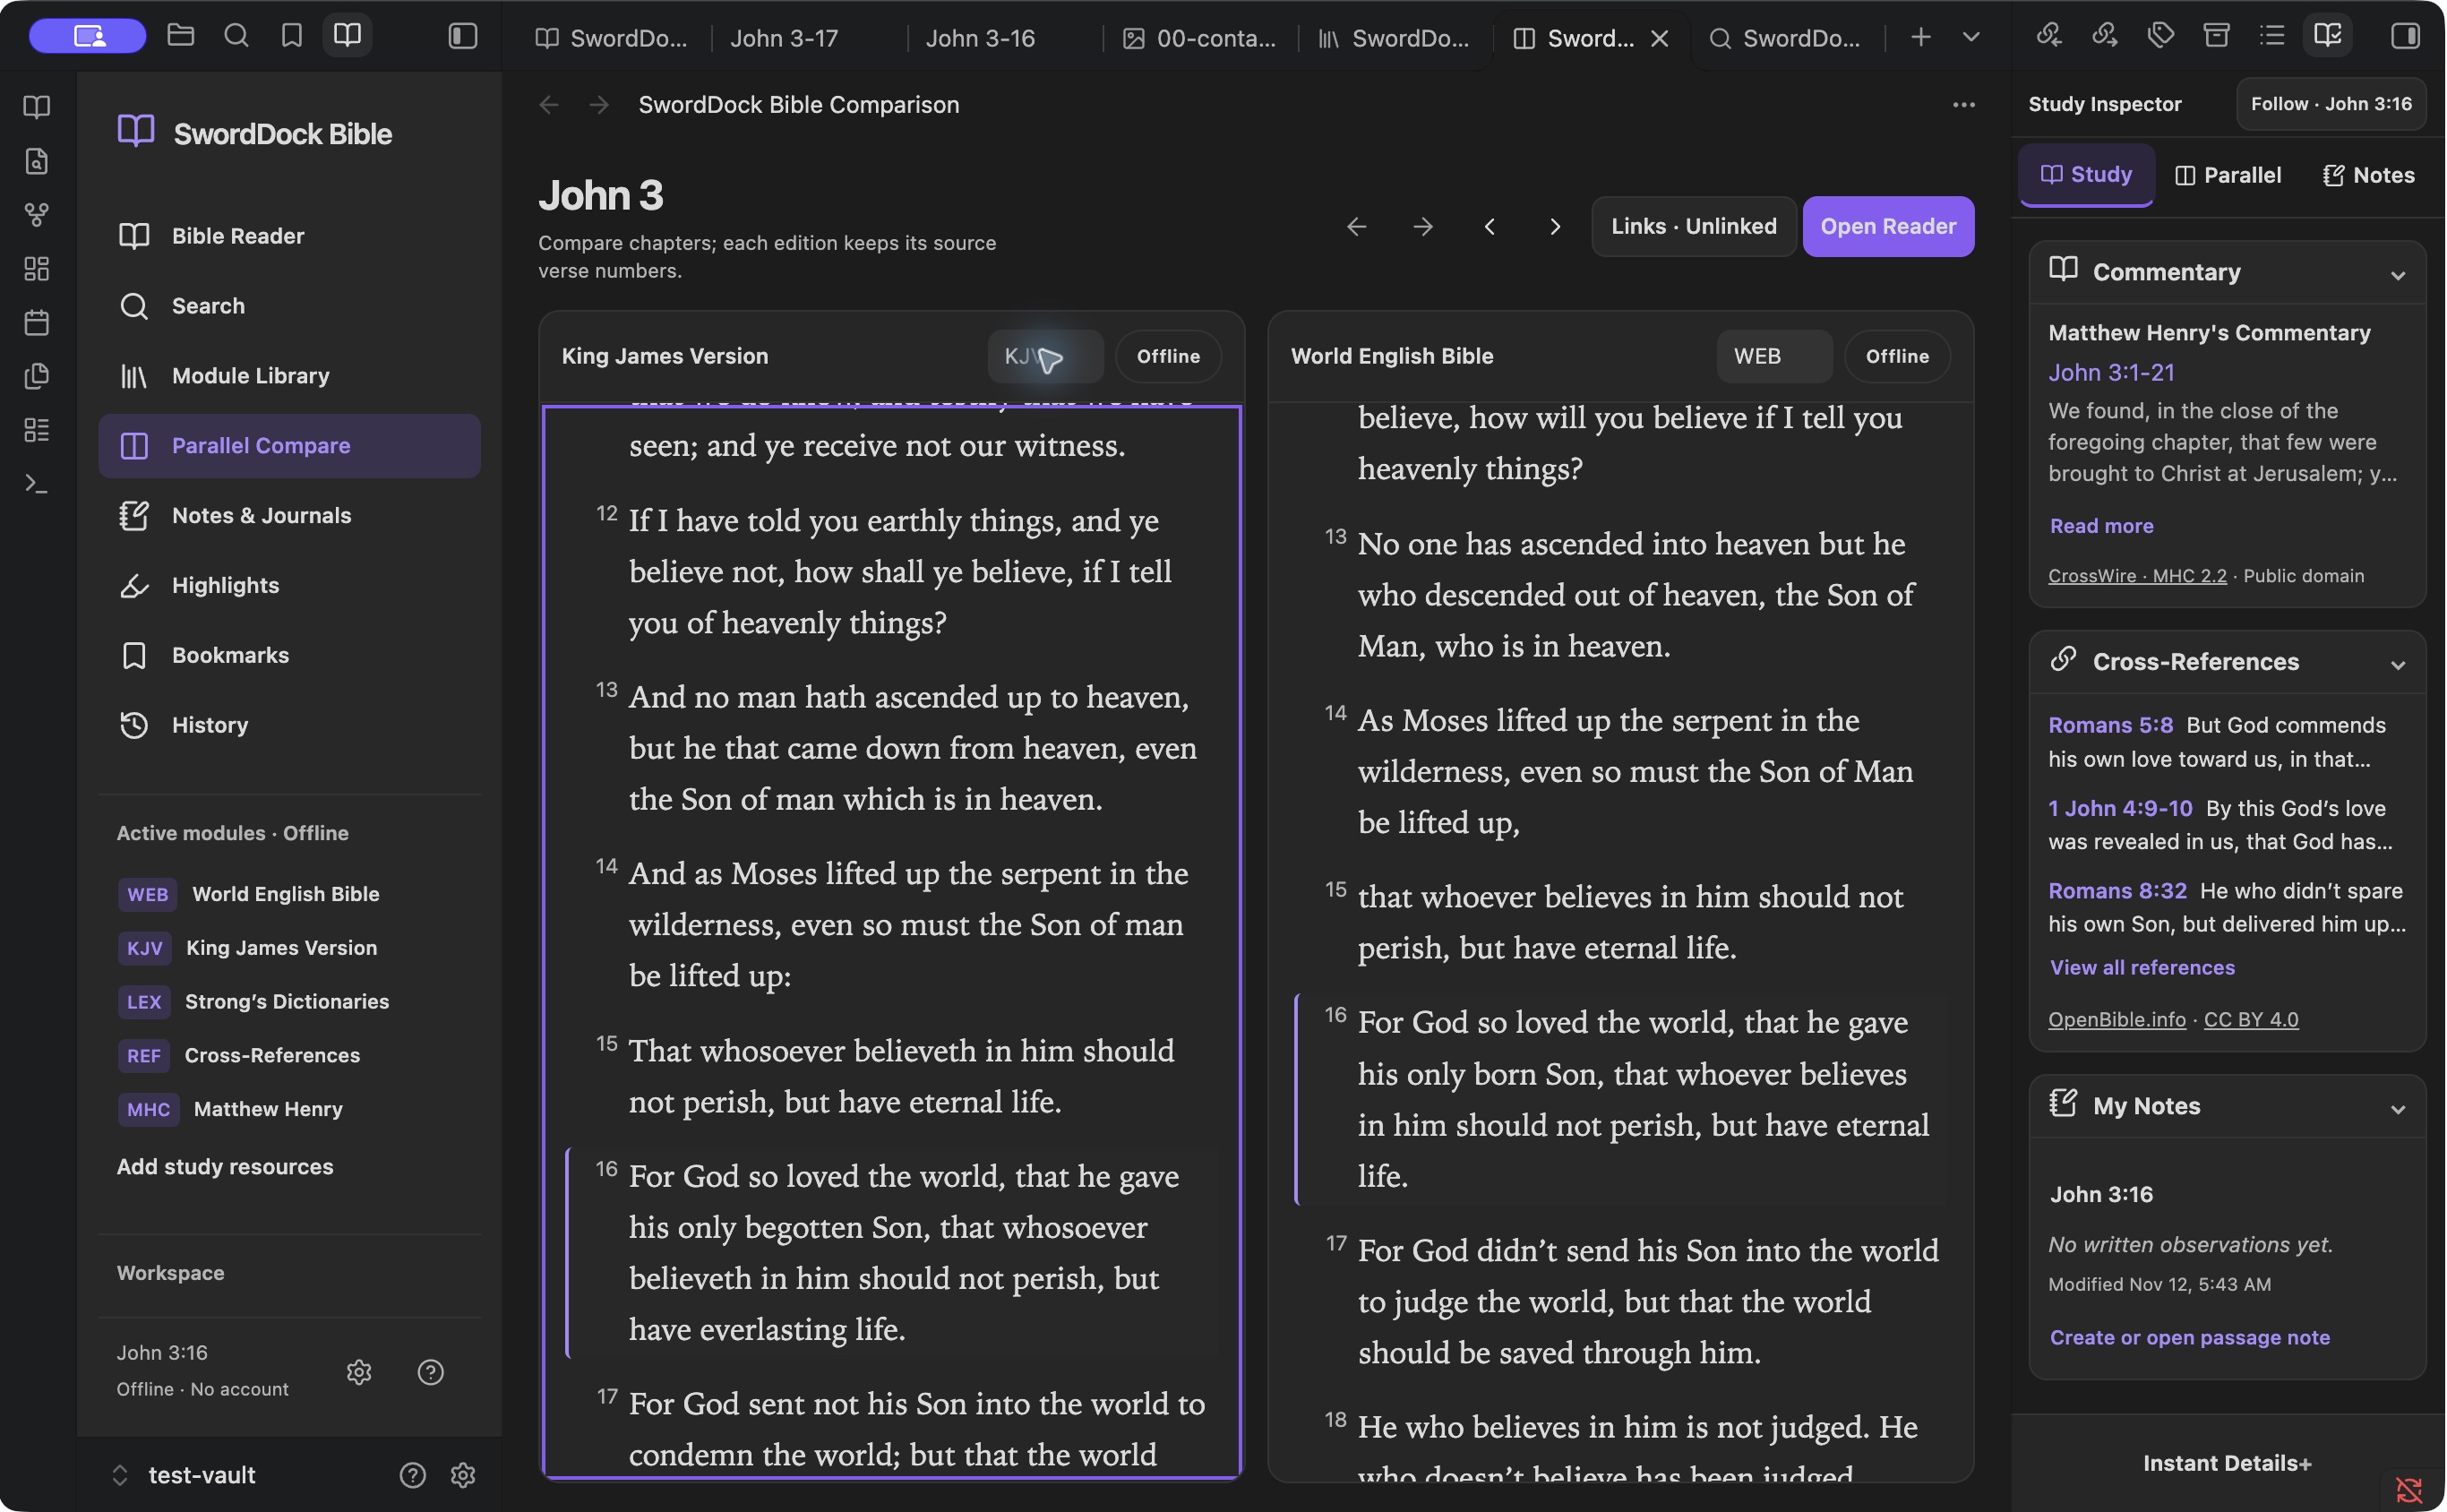 SwordDo...
John 3-17
John 3-16
00-conta...
SwordDo...
Sword...
SwordDo...
SwordDock Bible
Bible Reader
Search
Module Library
Parallel Compare
Notes & Journals
Highlights
Bookmarks
History
Active modules · Offline
WEB World English Bible
KJV King James Version
LEX Strong’s Dictionaries
REF Cross-References
MHC Matthew Henry
Add study resources
Workspace
John 3:16
Offline · No account
test-vault
SwordDock Bible Comparison
John 3
Compare chapters; each edition keeps its source
verse numbers.
Links · Unlinked
Open Reader
King James Version
Offline
seen; and ye receive not our witness.
12 If I have told you earthly things, and ye
believe not, how shall ye believe, if I tell
you of heavenly things?
13 And no man hath ascended up to heaven,
but he that came down from heaven, even
the Son of man which is in heaven.
14 And as Moses lifted up the serpent in the
wilderness, even so must the Son of man
be lifted up:
15 That whosoever believeth in him should
not perish, but have eternal life.
16 For God so loved the world, that he gave
his only begotten Son, that whosoever
believeth in him should not perish, but
have everlasting life.
17 For God sent not his Son into the world to
condemn the world; but that the world
World English Bible
WEB
Offline
believe, how will you believe if I tell you
heavenly things?
13 No one has ascended into heaven but he
who descended out of heaven, the Son of
Man, who is in heaven.
14 As Moses lifted up the serpent in the
wilderness, even so must the Son of Man
be lifted up,
15 that whoever believes in him should not
perish, but have eternal life.
16 For God so loved the world, that he gave
his only born Son, that whoever believes
in him should not perish, but have eternal
life.
17 For God didn’t send his Son into the world
to judge the world, but that the world
should be saved through him.
18 He who believes in him is not judged. He
who doesn’t believe has been judged
Study Inspector
Follow · John 3:16
Study
Parallel
Notes
Commentary
Matthew Henry's Commentary
John 3:1-21
We found, in the close of the
foregoing chapter, that few were
brought to Christ at Jerusalem; y...
Read more
CrossWire · MHC 2.2 · Public domain
Cross-References
Romans 5:8 But God commends
his own love toward us, in that...
1 John 4:9-10 By this God’s love
was revealed in us, that God has...
Romans 8:32 He who didn’t spare
his own Son, but delivered him up...
View all references
OpenBible.info · CC BY 4.0
My Notes
John 3:16
No written observations yet.
Modified Nov 12, 5:43 AM
Create or open passage note
Instant Details+